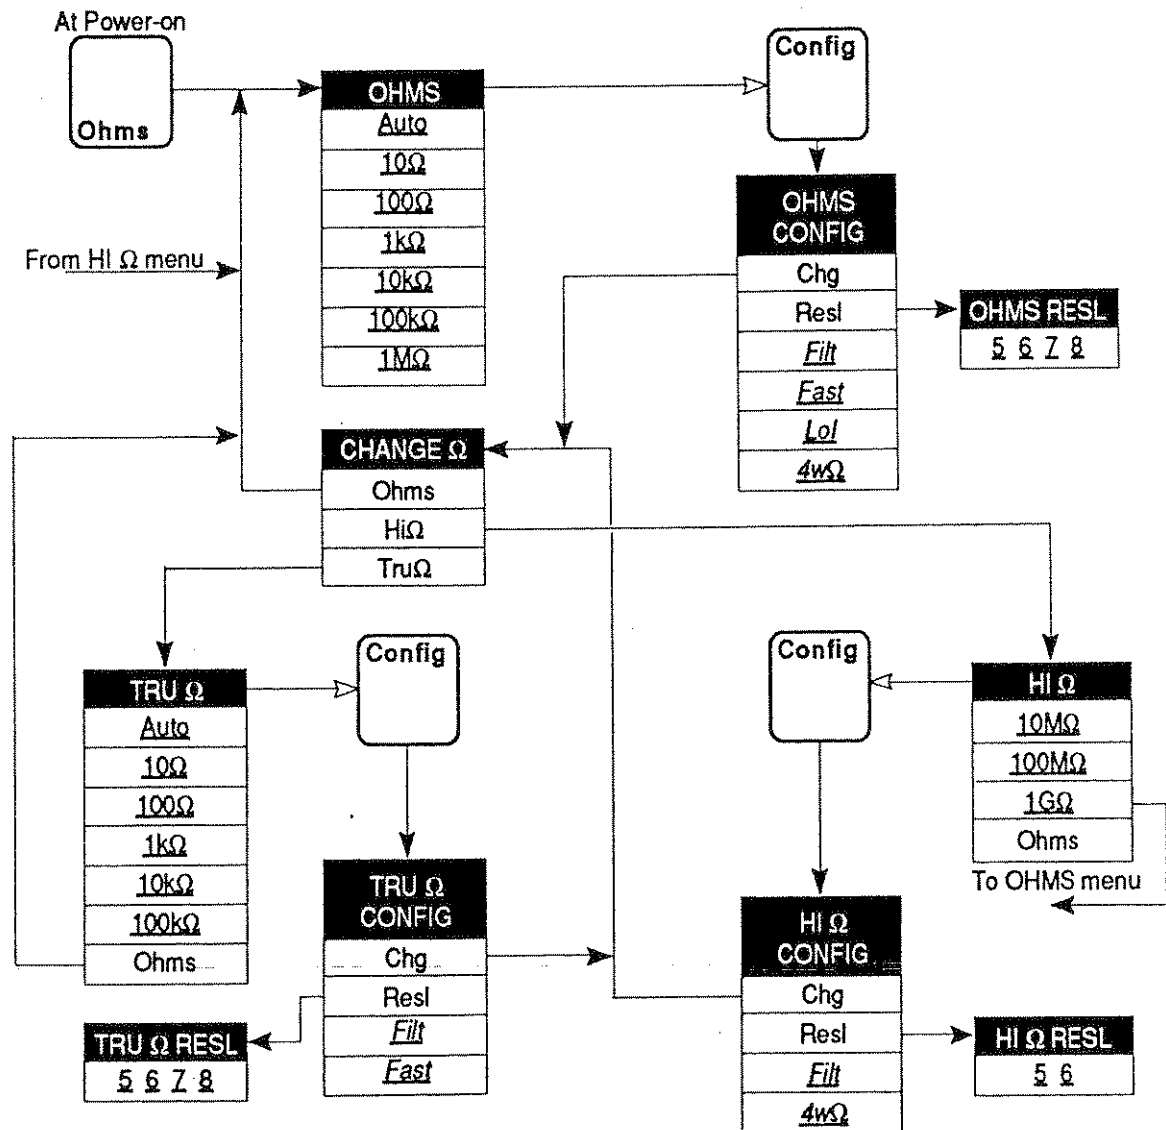 At Power-on
Ohms
OHMS
Auto
10Ω
100Ω
1kΩ
10kΩ
100kΩ
1MΩ
Config
OHMS
CONFIG
Chg
Resl
Filt
Fast
LoI
4wΩ
OHMS RESL
5 6 7 8
From HI Ω menu
CHANGE Ω
Ohms
HiΩ
TruΩ
TRU Ω
Auto
10Ω
100Ω
1kΩ
10kΩ
100kΩ
Ohms
Config
TRU Ω
CONFIG
Chg
Resl
Filt
Fast
TRU Ω RESL
5 6 7 8
Config
HI Ω
10MΩ
100MΩ
1GΩ
Ohms
To OHMS menu
HI Ω
CONFIG
Chg
Resl
Filt
4wΩ
HI Ω RESL
5 6